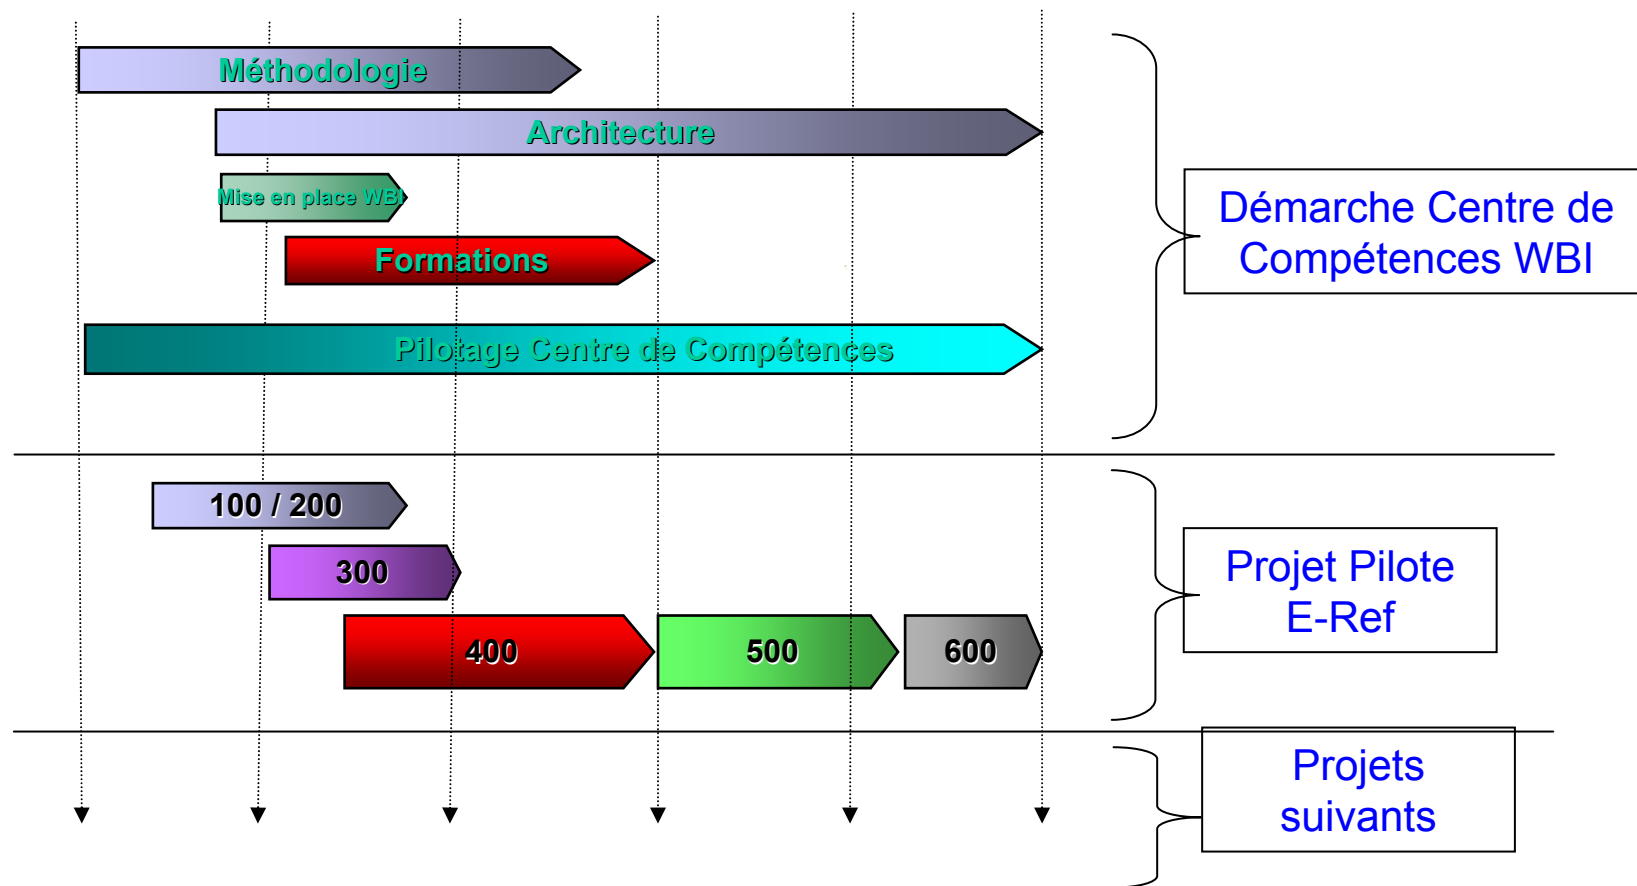 Méthodologie
Architecture
Mise en place WBI
Formations
Pilotage Centre de Compétences
Démarche Centre de
Compétences WBI
100 / 200
300
400
500
600
Projet Pilote
E-Ref
Projets
suivants